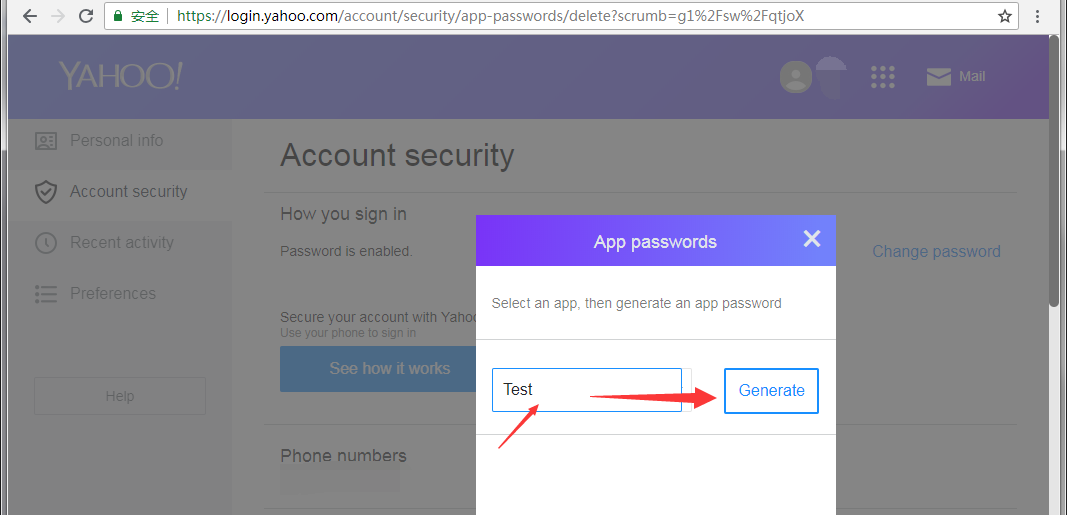 安全 https://login.yahoo.com/account/security/app-passwords/delete?scrumb=g1%2Fsw%2FqtjoX
YAHOO!
Mail
Personal info
Account security
Recent activity
Preferences
Help
Account security
How you sign in
Password is enabled.
Change password
Secure your account with Yahoo
Use your phone to sign in
See how it works
Phone numbers
App passwords
Select an app, then generate an app password
Test
Generate